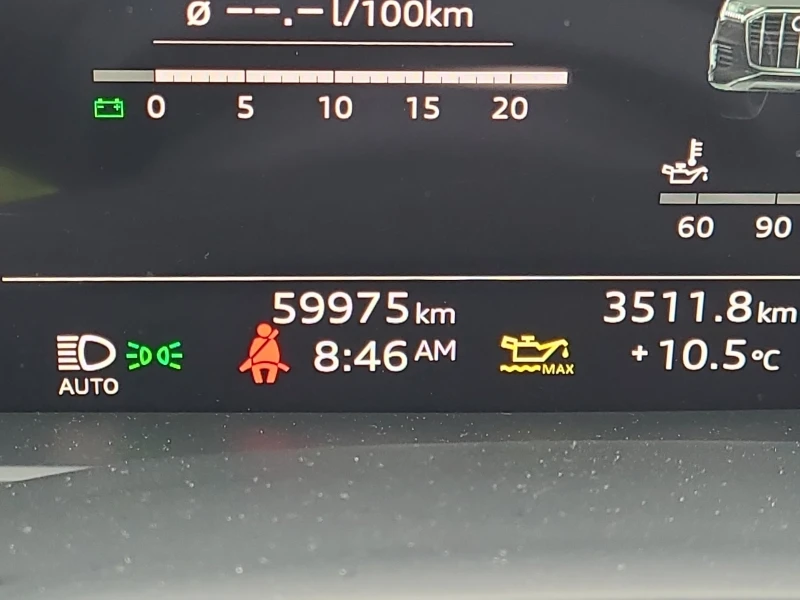 Ø --.- l/100km
0 5 10 15 20
60 90
59975 km 3511.8 km
AUTO 8:46 AM MAX +10.5°C